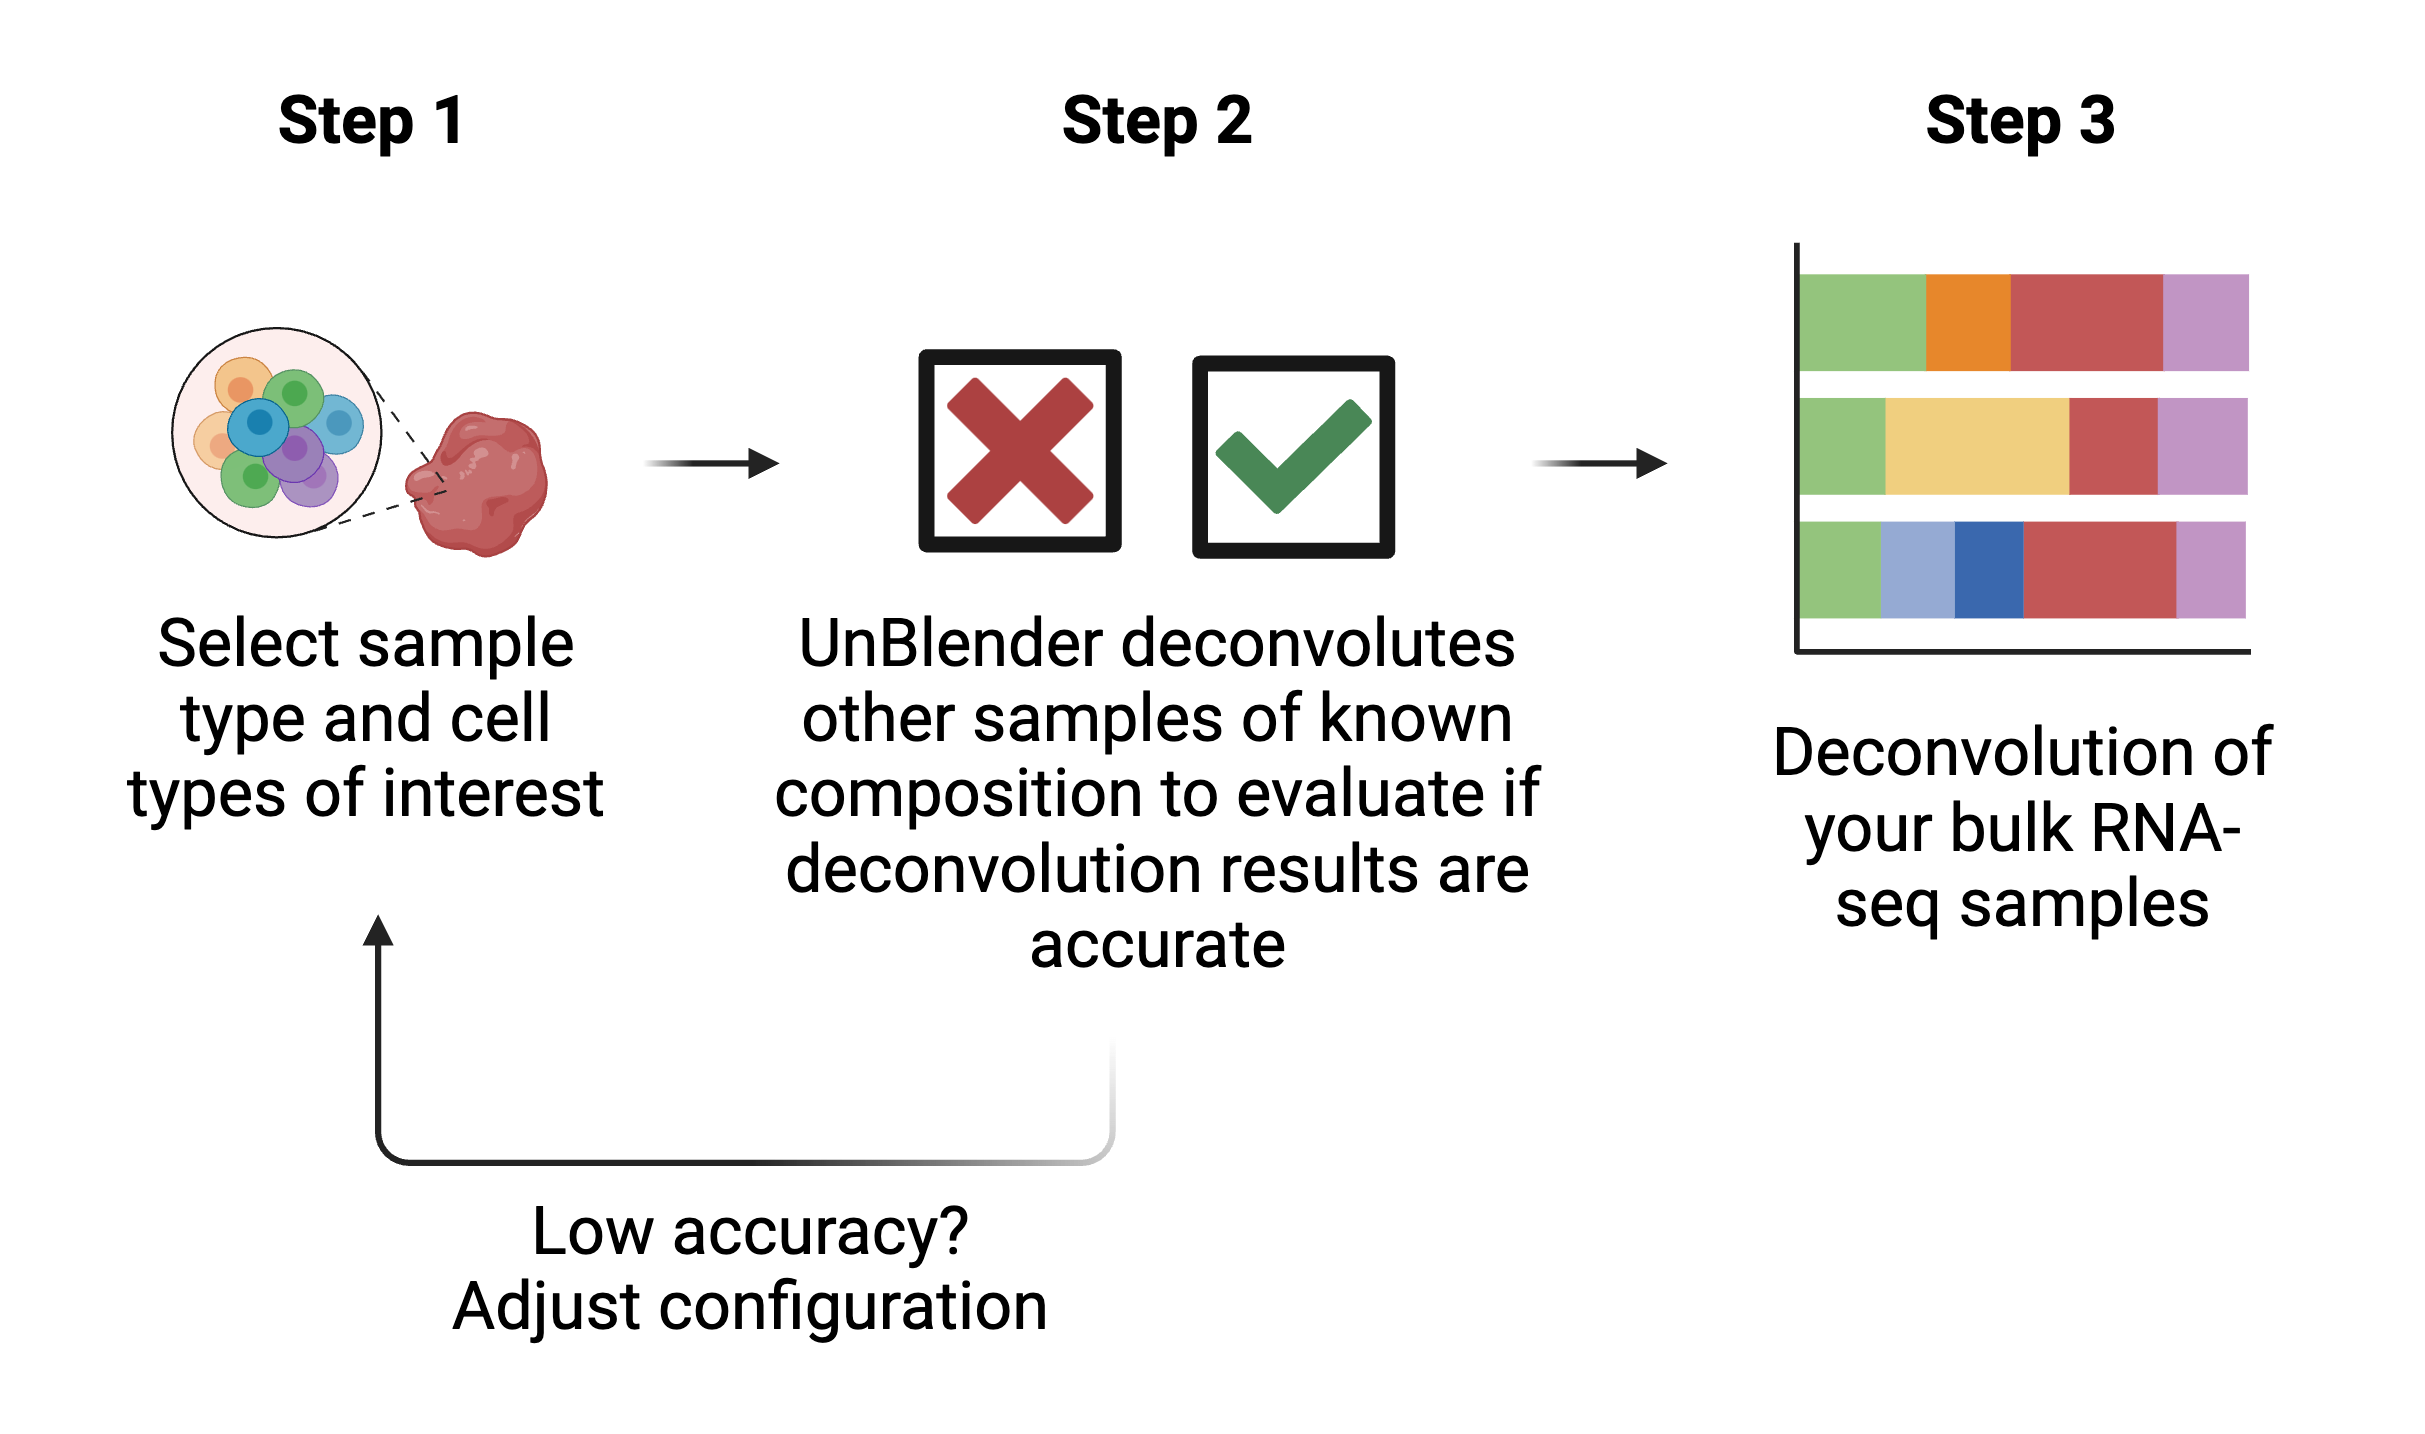 Step 1
Step 2
Step 3
Select sample
type and cell
types of interest
UnBlender deconvolutes
other samples of known
composition to evaluate if
deconvolution results are
accurate
Deconvolution of
your bulk RNA-
seq samples
Low accuracy?
Adjust configuration